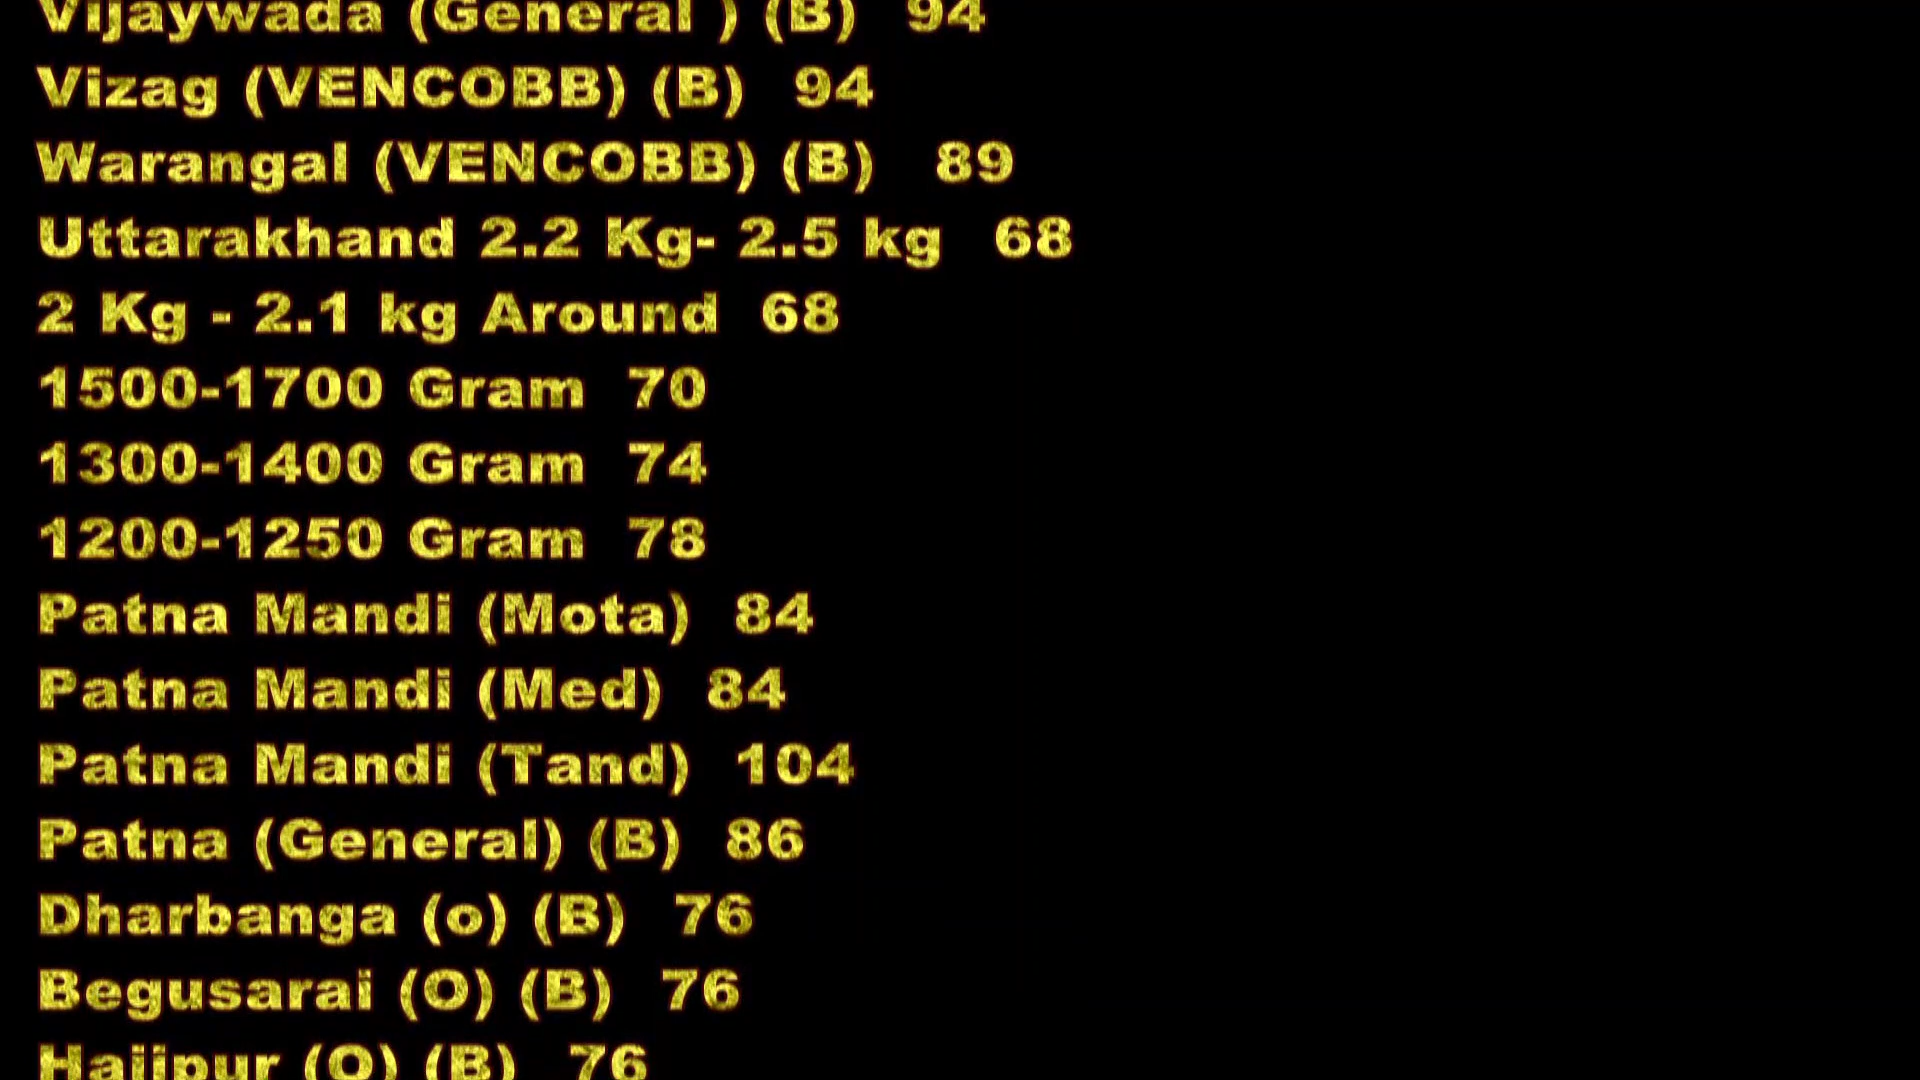 Vijaywada (General ) (B) 94
Vizag (VENCOBB) (B) 94
Warangal (VENCOBB) (B) 89
Uttarakhand 2.2 Kg- 2.5 kg 68
2 Kg - 2.1 kg Around 68
1500-1700 Gram 70
1300-1400 Gram 74
1200-1250 Gram 78
Patna Mandi (Mota) 84
Patna Mandi (Med) 84
Patna Mandi (Tand) 104
Patna (General) (B) 86
Dharbanga (o) (B) 76
Begusarai (O) (B) 76
Hajipur (O) (B) 76